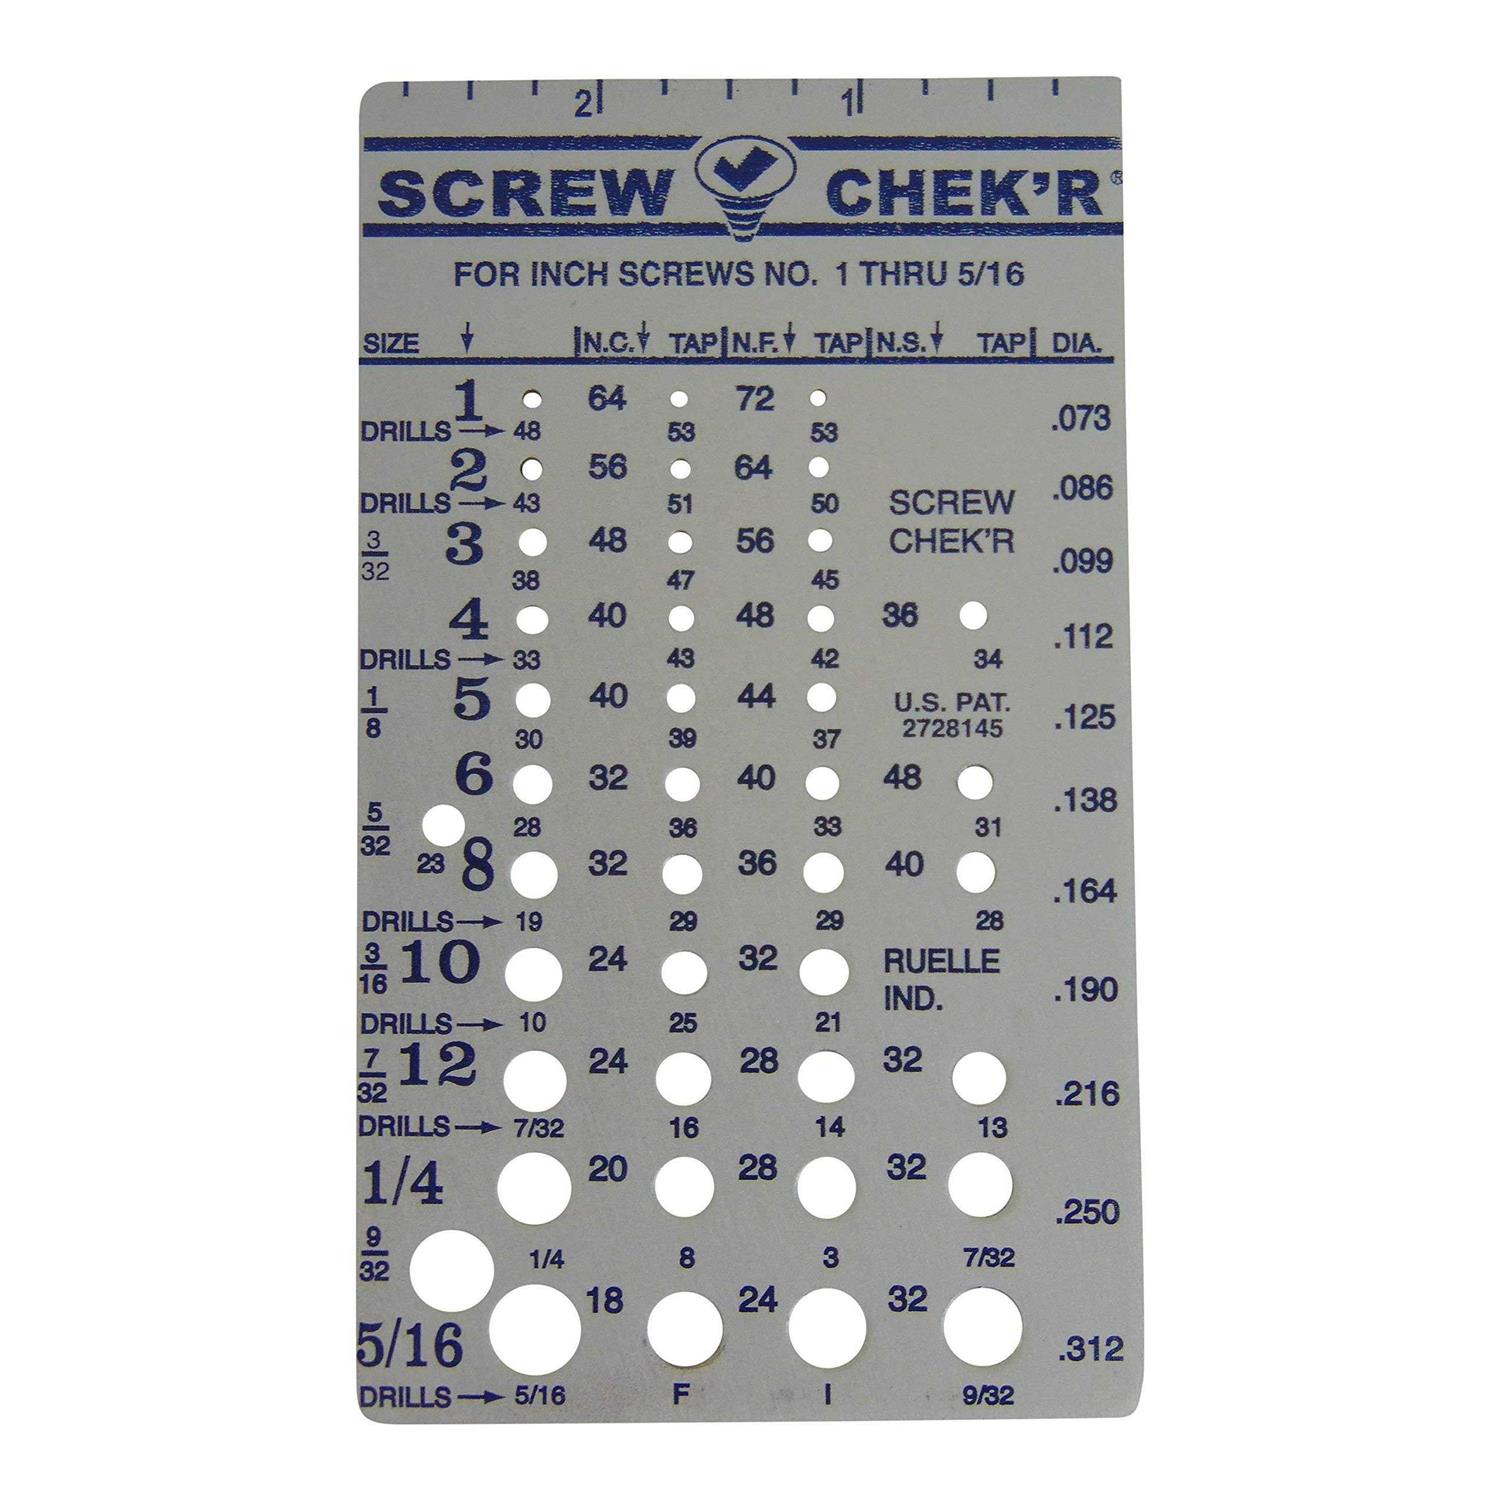 2 1
SCREW CHEK'R®
FOR INCH SCREWS NO. 1 THRU 5/16
SIZE N.C. TAP N.F. TAP N.S. TAP DIA.
1 64 72 .073
DRILLS 48 53 53
2 56 64 .086
DRILLS 43 51 50
SCREW
CHEK'R
3/32 3 48 56 .099
38 47 45
4 40 48 36 .112
DRILLS 33 43 42 34
1/8 5 40 44 .125
30 39 37
U.S. PAT.
2728145
6 32 40 48 .138
5/32 28 36 33 31
23 8 32 36 40 .164
DRILLS 19 29 29 28
3/16 10 24 32 .190
RUELLE
IND.
DRILLS 10 25 21
7/32 12 24 28 32 .216
DRILLS 7/32 16 14 13
1/4 20 28 32 .250
9/32 1/4 8 3 7/32
5/16 18 24 32 .312
DRILLS 5/16 F I 9/32